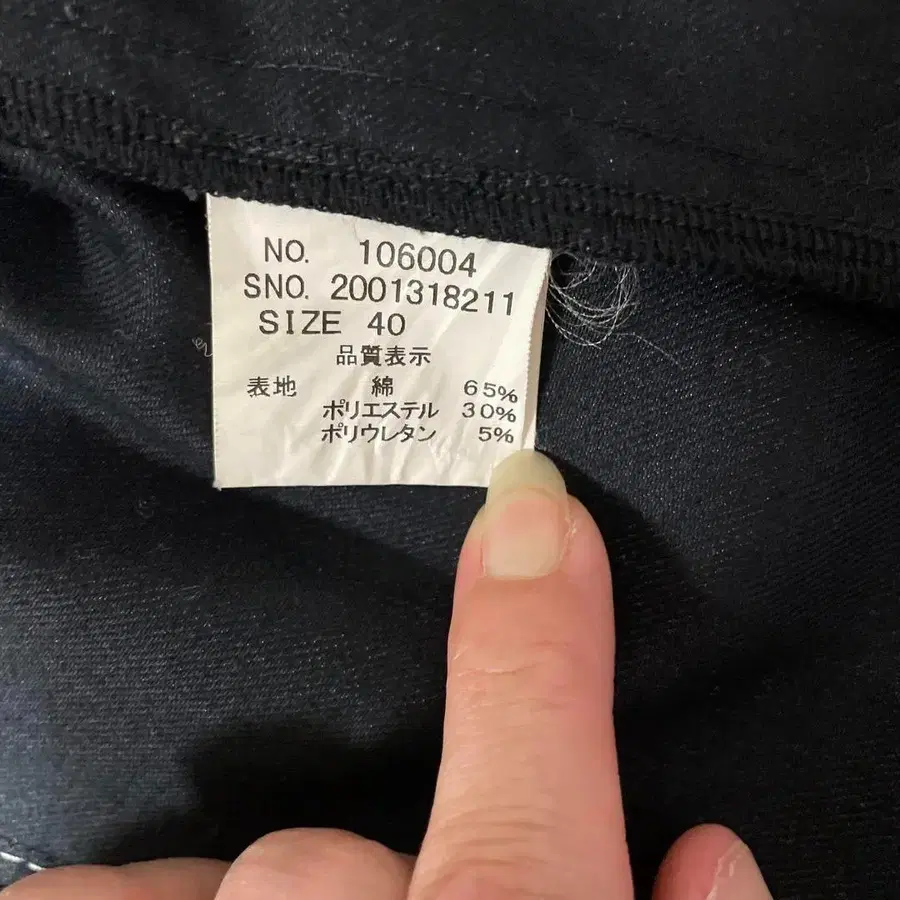 NO. 106004
SNO. 2001318211
SIZE 40
品質表示
表地 綿 65%
ポリエステル 30%
ポリウレタン 5%